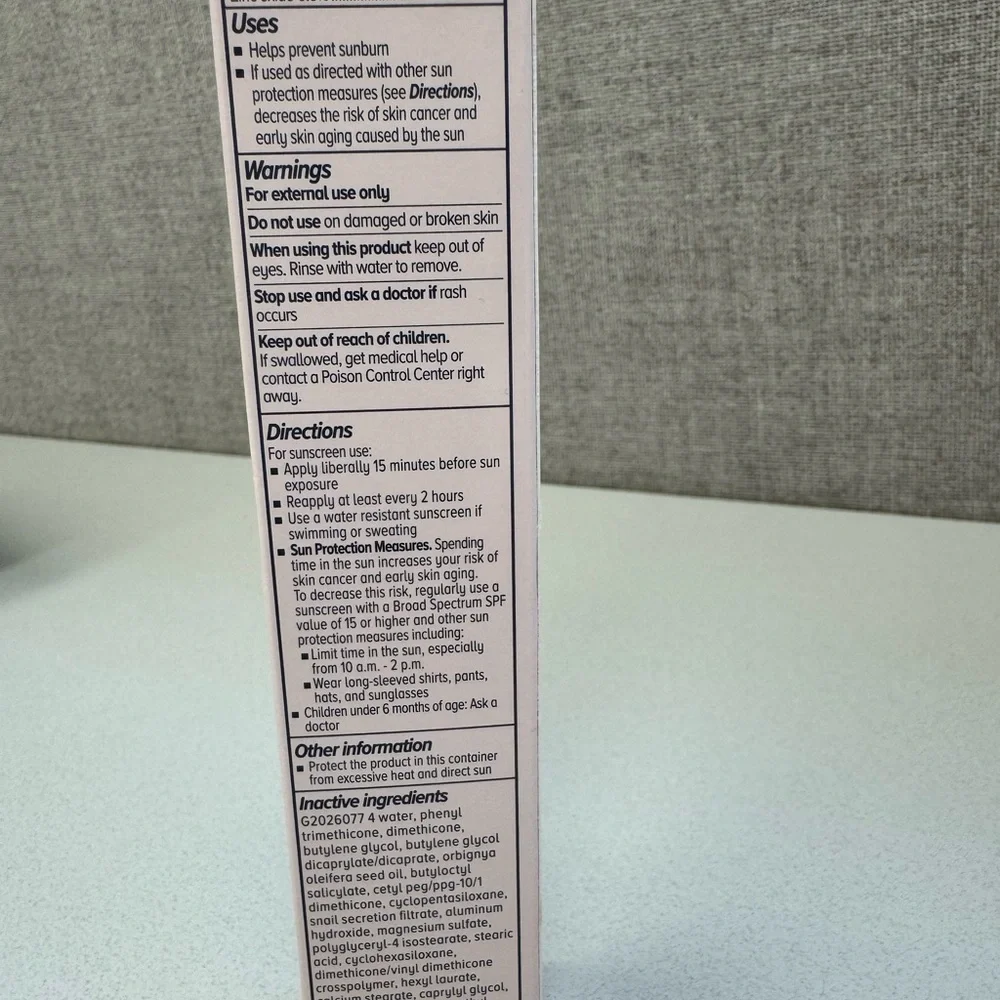 Uses
▪ Helps prevent sunburn
▪ If used as directed with other sun
protection measures (see Directions),
decreases the risk of skin cancer and
early skin aging caused by the sun
Warnings
For external use only
Do not use on damaged or broken skin
When using this product keep out of
eyes. Rinse with water to remove.
Stop use and ask a doctor if rash
occurs
Keep out of reach of children.
If swallowed, get medical help or
contact a Poison Control Center right
away.
Directions
For sunscreen use:
▪ Apply liberally 15 minutes before sun
exposure
▪ Reapply at least every 2 hours
▪ Use a water resistant sunscreen if
swimming or sweating
▪ Sun Protection Measures. Spending
time in the sun increases your risk of
skin cancer and early skin aging.
To decrease this risk, regularly use a
sunscreen with a Broad Spectrum SPF
value of 15 or higher and other sun
protection measures including:
▪ Limit time in the sun, especially
from 10 a.m. - 2 p.m.
▪ Wear long-sleeved shirts, pants,
hats, and sunglasses
▪ Children under 6 months of age: Ask a
doctor
Other information
▪ Protect the product in this container
from excessive heat and direct sun
Inactive ingredients
G2026077 4 water, phenyl
trimethicone, dimethicone,
butylene glycol, butylene glycol
dicaprylate/dicaprate, orbignya
oleifera seed oil, butyloctyl
salicylate, cetyl peg/ppg-10/1
dimethicone, cyclopentasiloxane,
snail secretion filtrate, aluminum
hydroxide, magnesium sulfate,
polyglyceryl-4 isostearate, stearic
acid, cyclohexasiloxane,
dimethicone/vinyl dimethicone
crosspolymer, hexyl laurate,
calcium stearate, caprylyl glycol,